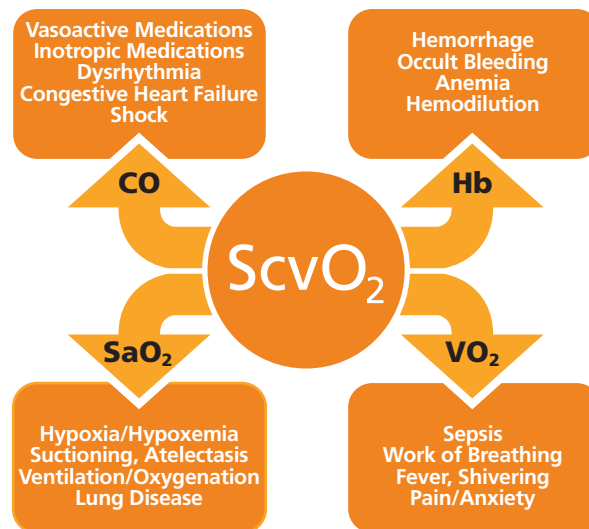 Vasoactive Medications
Inotropic Medications
Dysrhythmia
Congestive Heart Failure
Shock
Hemorrhage
Occult Bleeding
Anemia
Hemodilution
CO
Hb
ScvO₂
SaO₂
VO₂
Hypoxia/Hypoxemia
Suctioning, Atelectasis
Ventilation/Oxygenation
Lung Disease
Sepsis
Work of Breathing
Fever, Shivering
Pain/Anxiety